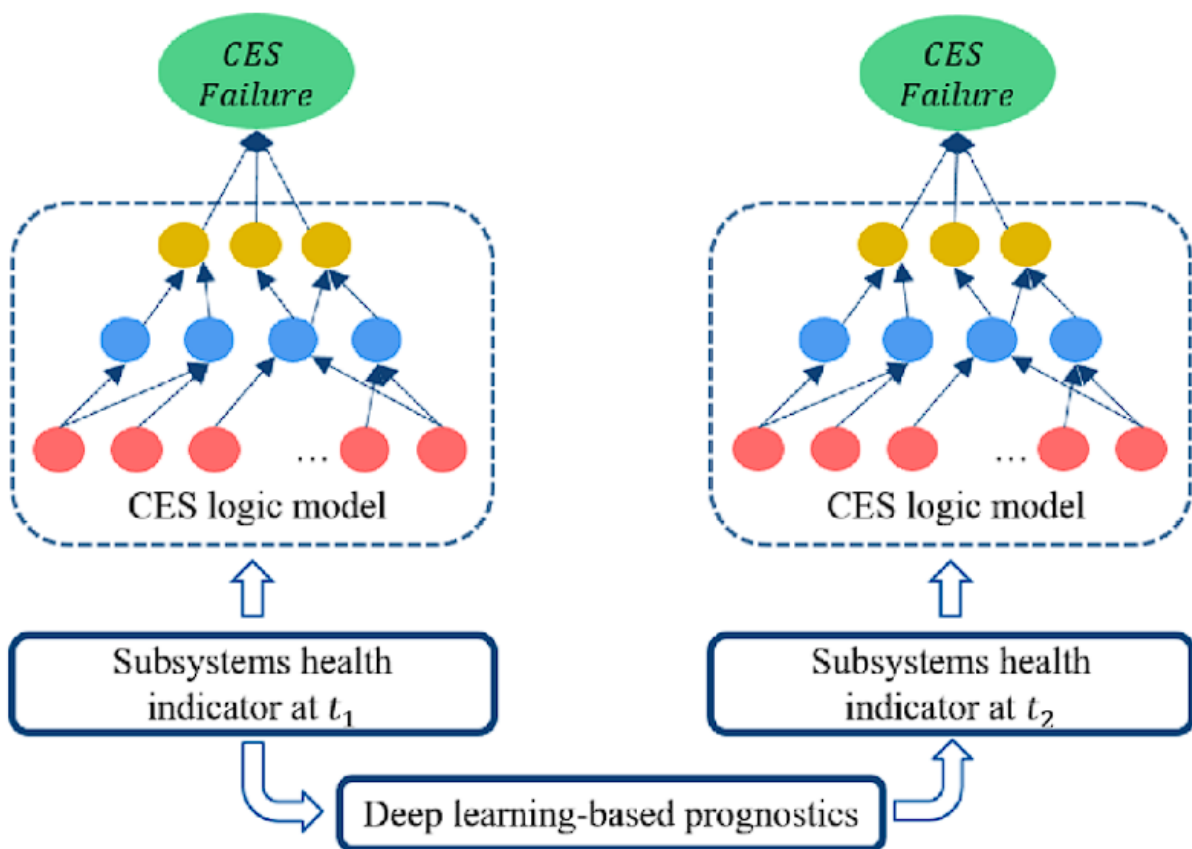 CES
Failure
CES
Failure
...
CES logic model
...
CES logic model
Subsystems health
indicator at t₁
Subsystems health
indicator at t₂
Deep learning-based prognostics